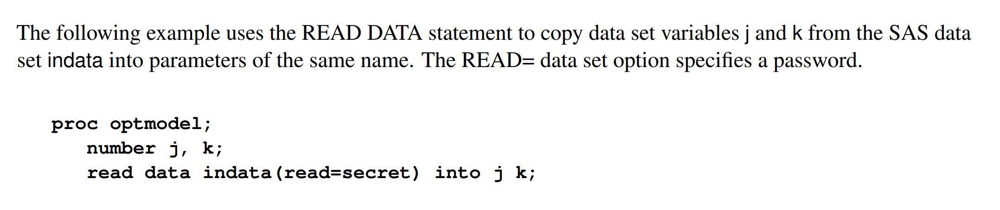 The following example uses the READ DATA statement to copy data set variables j and k from the SAS data
set indata into parameters of the same name. The READ= data set option specifies a password.
proc optmodel;
   number j, k;
   read data indata(read=secret) into j k;